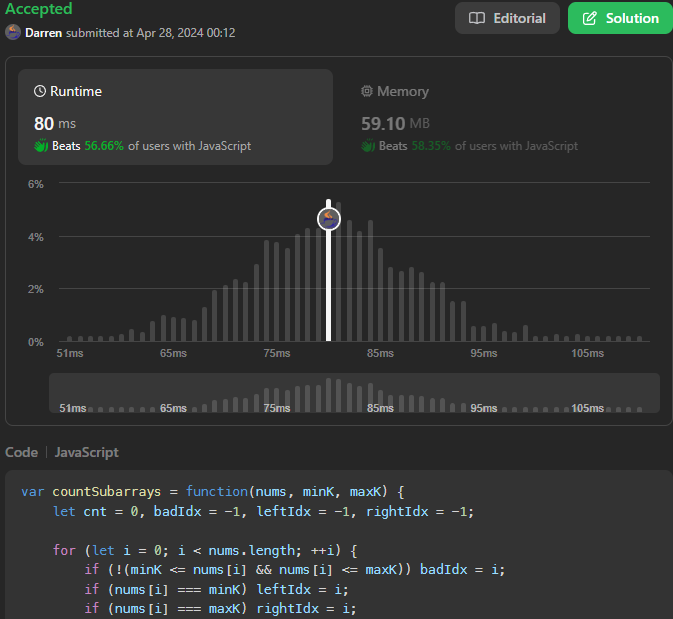 Accepted
Editorial
Solution
Darren submitted at Apr 28, 2024 00:12
Runtime
80 ms
Beats 56.66% of users with JavaScript
Memory
59.10 MB
Beats 58.35% of users with JavaScript
6%
4%
2%
0%
51ms 65ms 75ms 85ms 95ms 105ms
51ms 65ms 75ms 85ms 95ms 105ms
Code | JavaScript
var countSubarrays = function(nums, minK, maxK) {
    let cnt = 0, badIdx = -1, leftIdx = -1, rightIdx = -1;
    for (let i = 0; i < nums.length; ++i) {
        if (!(minK <= nums[i] && nums[i] <= maxK)) badIdx = i;
        if (nums[i] === minK) leftIdx = i;
        if (nums[i] === maxK) rightIdx = i;